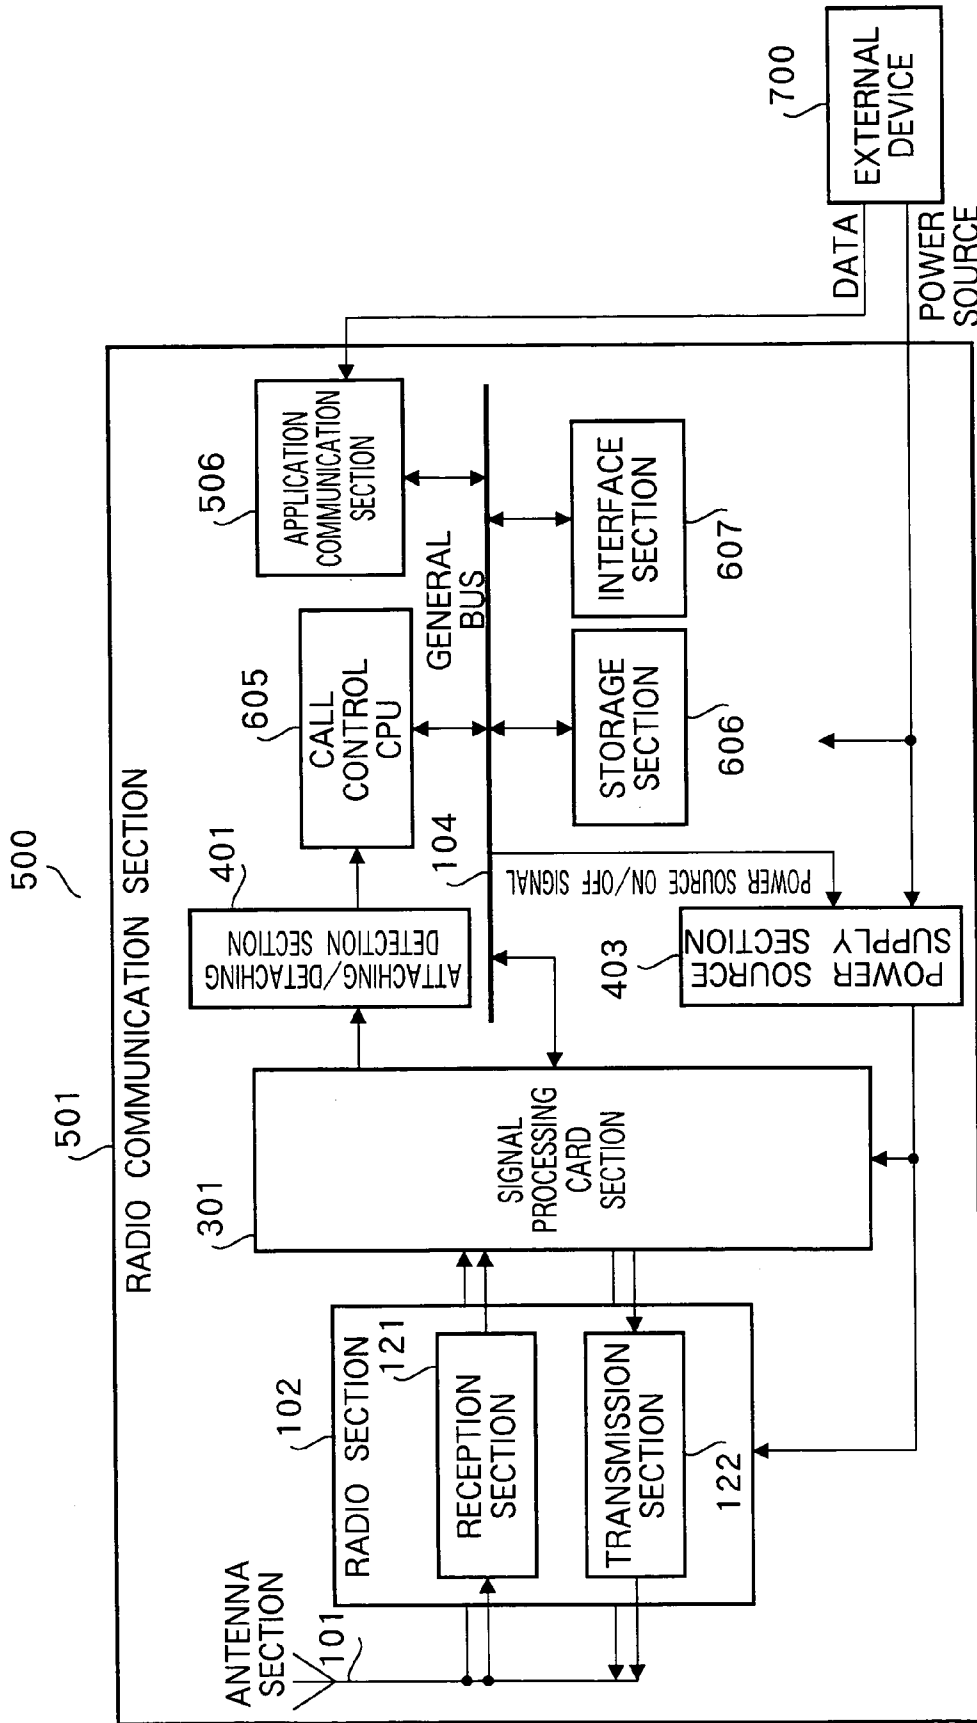 500
501
RADIO COMMUNICATION SECTION
ANTENNA
SECTION
101
102
RADIO SECTION
121
RECEPTION
SECTION
TRANSMISSION
SECTION
122
301
SIGNAL
PROCESSING
CARD
SECTION
401
ATTACHING/DETACHING
DETECTION SECTION
605
CALL
CONTROL
CPU
506
APPLICATION
COMMUNICATION
SECTION
104
GENERAL
BUS
POWER SOURCE ON/OFF SIGNAL
403
POWER SOURCE
SUPPLY SECTION
STORAGE
SECTION
606
INTERFACE
SECTION
607
DATA
POWER
SOURCE
700
EXTERNAL
DEVICE